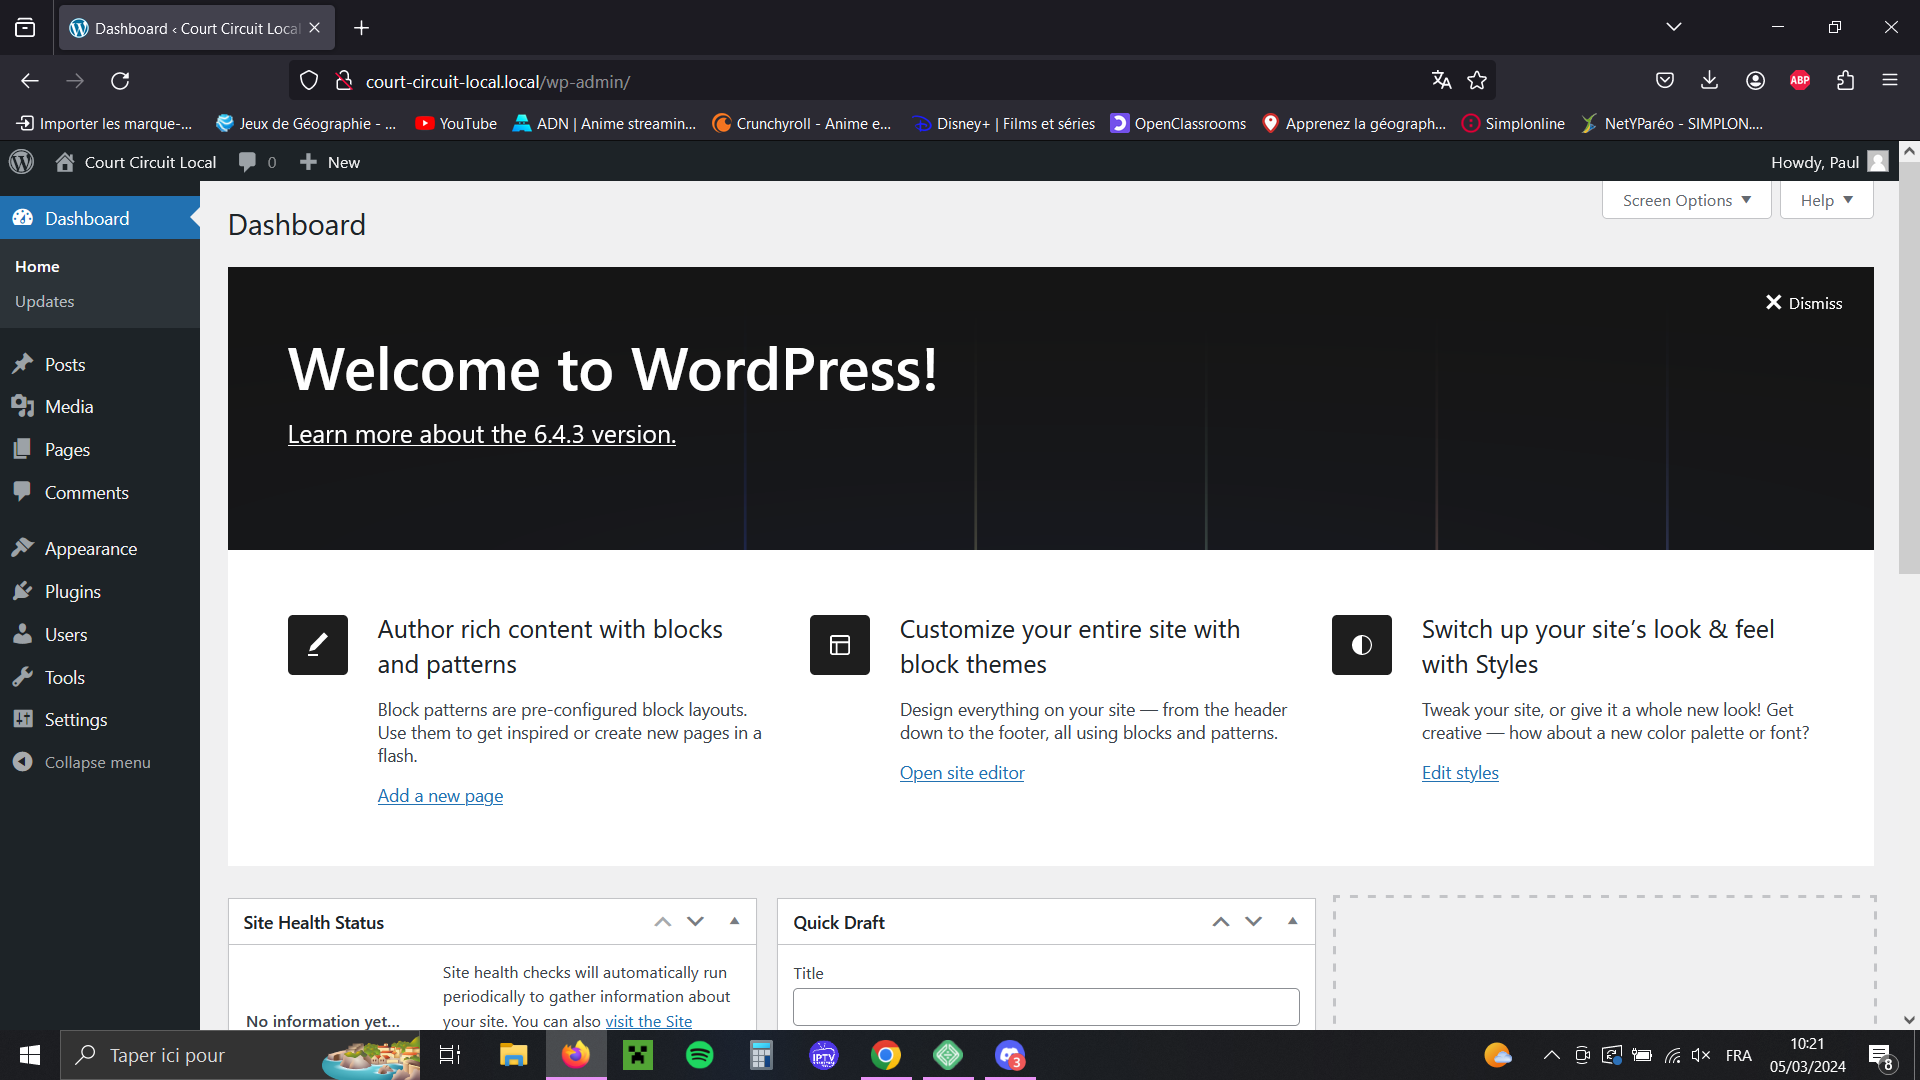 Dashboard ‹ Court Circuit Local
court-circuit-local.local/wp-admin/
Importer les marque-...
Jeux de Géographie - ...
YouTube
ADN | Anime streamin...
Crunchyroll - Anime e...
Disney+ | Films et séries
OpenClassrooms
Apprenez la géograph...
Simplonline
NetYParéo - SIMPLON....
ABP
Court Circuit Local
0
New
Howdy, Paul
Dashboard
Home
Updates
Posts
Media
Pages
Comments
Appearance
Plugins
Users
Tools
Settings
Collapse menu
Screen Options
Help
Dashboard
Dismiss
Welcome to WordPress!
Learn more about the 6.4.3 version.
Author rich content with blocks
and patterns
Block patterns are pre-configured block layouts.
Use them to get inspired or create new pages in a
flash.
Add a new page
Customize your entire site with
block themes
Design everything on your site — from the header
down to the footer, all using blocks and patterns.
Open site editor
Switch up your site’s look & feel
with Styles
Tweak your site, or give it a whole new look! Get
creative — how about a new color palette or font?
Edit styles
Site Health Status
No information yet...
Site health checks will automatically run
periodically to gather information about
your site. You can also visit the Site
Quick Draft
Title
Taper ici pour
IPTV
3
FRA
10:21
05/03/2024
8